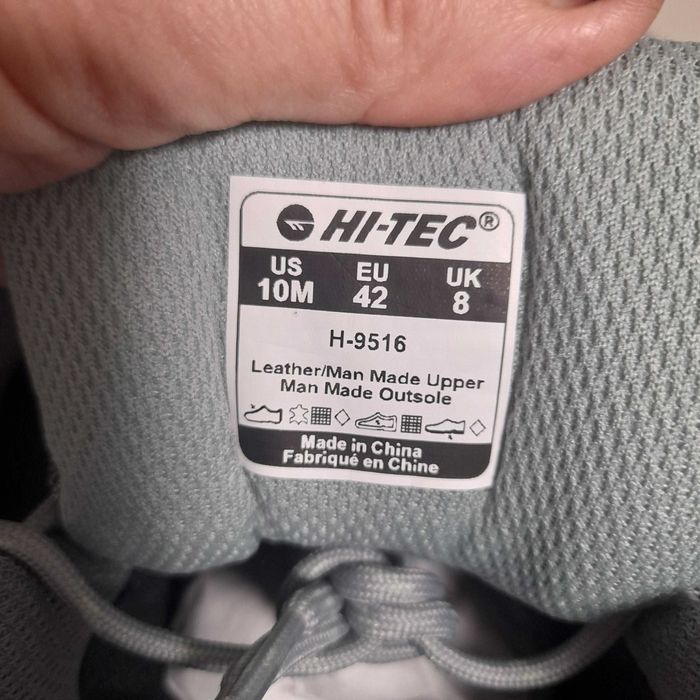 HI-TEC®
US EU UK
10M 42 8
H-9516
Leather/Man Made Upper
Man Made Outsole
Made in China
Fabriqué en Chine